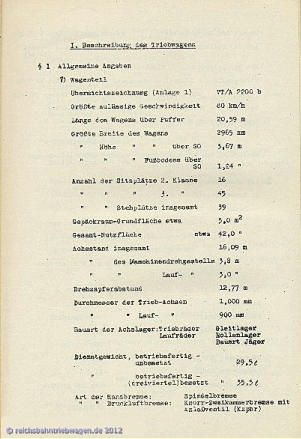 I. Beschreibung des Triebwagens
§ 1 Allgemeine Angaben
1) Wagenteil
Übersichtszeichnung (Anlage 1) VT/A 2200 b
Größte zulässige Geschwindigkeit 80 km/h
Länge des Wagens über Puffer 20,59 m
Größte Breite des Wagens 2965 mm
" Höhe " " über SO 3,67 m
" " " Fußbodens über
SO 1,24 "
Anzahl der Sitzplätze 2. Klasse 16
" " " 3. " 45
" " Stehplätze insgesamt 39
Gepäckraum-Grundfläche etwa 5,0 m²
Gesamt-Nutzfläche etwa 42,0 "
Achsstand insgesamt 16,09 m
" des Maschinendrehgestells 3,8 m
" " Lauf- " 3,0 "
Drehzapfenabstand 12,77 m
Durchmesser der Trieb-Achsen 1,000 mm
" " Lauf- " 900 mm
Bauart der Achslager: Triebräder Gleitlager
Laufräder Rollenlager
Bauart Jäger
Dienstgewicht, betriebsfertig -
unbesetzt - 29,5 t
" betriebsfertig -
(dreiviertel)besetzt " 35,5 t
Art der Handbremse: Spindelbremse
" " Druckluftbremse: Knorr-Zweikammerbremse mit
Auslöventil (Kzpbr)
© reichsbahntriebwagen.de 2012